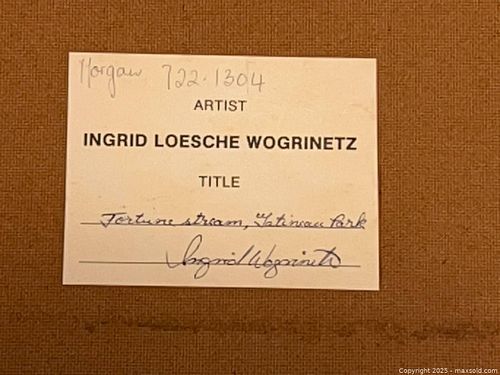 Morgan 722-1304
ARTIST
INGRID LOESCHE WOGRINETZ
TITLE
Fortune stream, Gatineau Park
Ingrid Wogrinetz
Copyright 2025 - maxsold.com